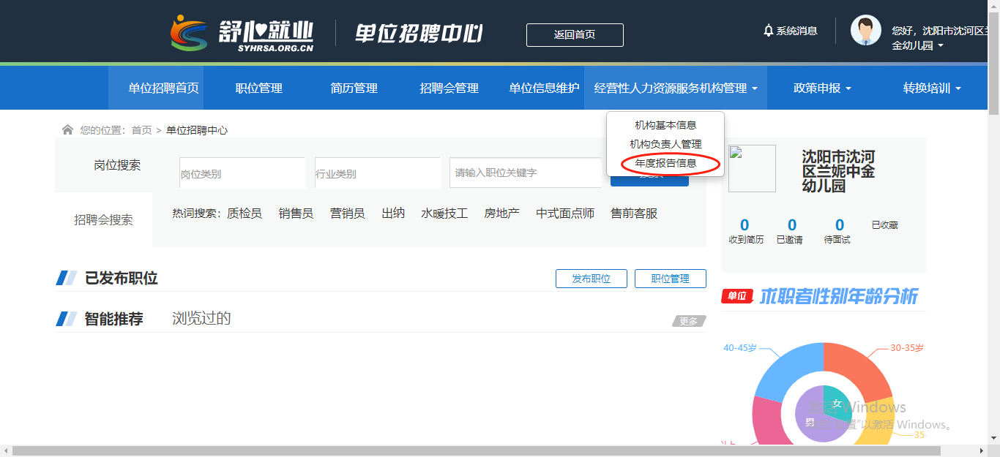 舒心就业
SYHRSA.ORG.CN
单位招聘中心
返回首页
系统消息
您好，沈阳市沈河区兰
金幼儿园
单位招聘首页
职位管理
简历管理
招聘会管理
单位信息维护
经营性人力资源服务机构管理
政策申报
转换培训
机构基本信息
机构负责人管理
年度报告信息
您的位置：首页 > 单位招聘中心
岗位搜索
岗位类别
行业类别
请输入职位关键字
招聘会搜索
热词搜索：质检员 销售员 营销员 出纳 水暖技工 房地产 中式面点师 售前客服
沈阳市沈河
区兰妮中金
幼儿园
0 0 0 已收藏
收到简历 已邀请 待面试
已发布职位
发布职位
职位管理
智能推荐
浏览过的
更多
单位
求职者性别年龄分析
40-45岁
30-35岁
女
男
35
激活 Windows
以激活 Windows。